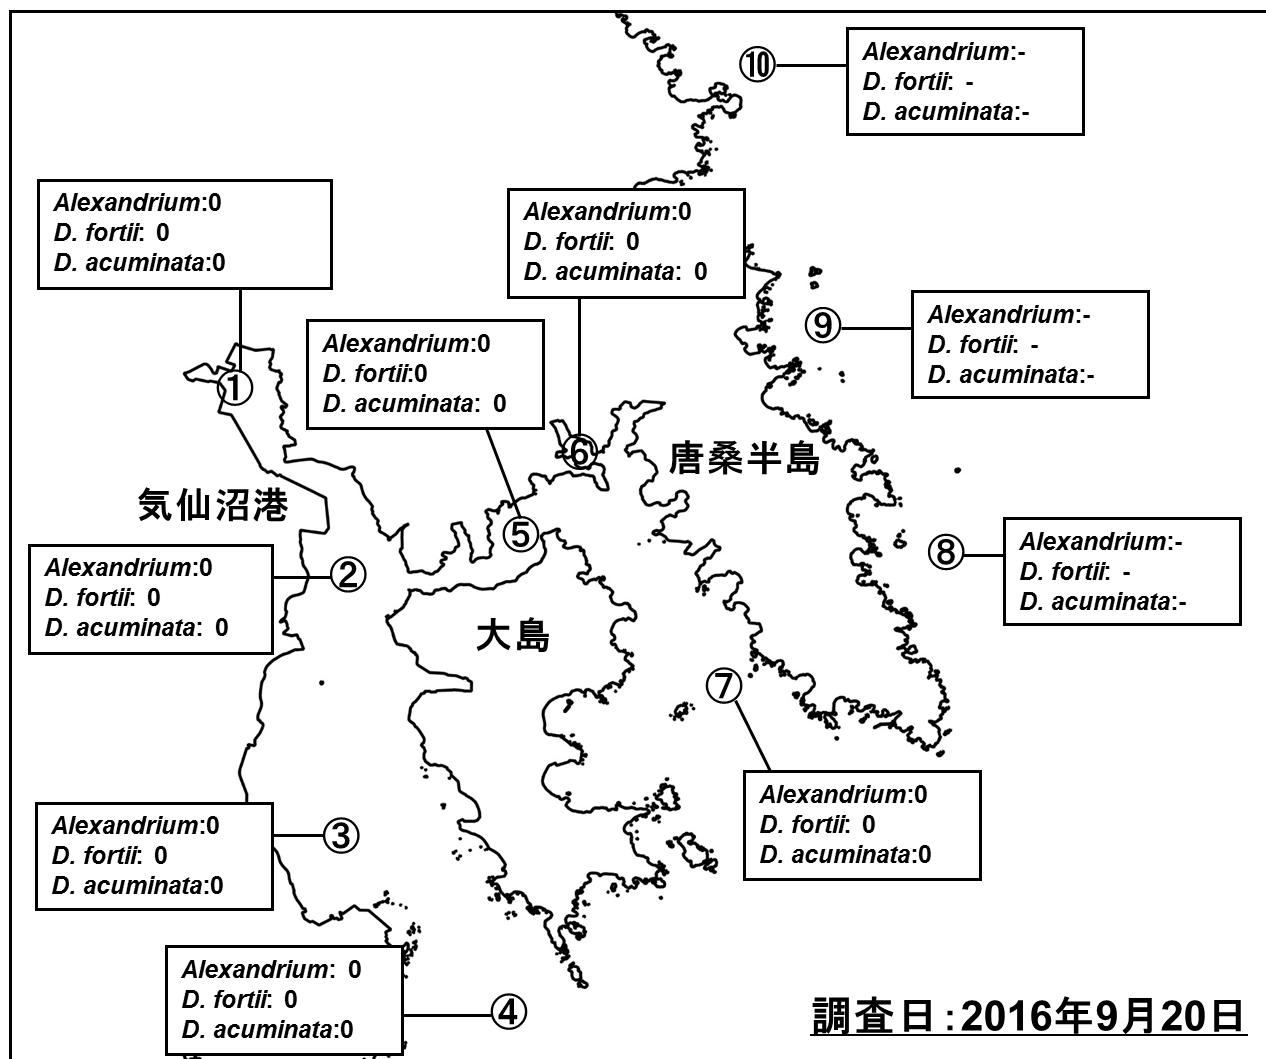 ⑩
Alexandrium:-
D. fortii: -
D. acuminata:-
Alexandrium:0
D. fortii: 0
D. acuminata:0
①
Alexandrium:0
D. fortii: 0
D. acuminata: 0
⑥
Alexandrium:-
D. fortii: -
D. acuminata:-
⑨
Alexandrium:0
D. fortii:0
D. acuminata: 0
⑤
唐桑半島
気仙沼港
Alexandrium:-
D. fortii: -
D. acuminata:-
⑧
Alexandrium:0
D. fortii: 0
D. acuminata: 0
②
大島
⑦
Alexandrium:0
D. fortii: 0
D. acuminata:0
Alexandrium:0
D. fortii: 0
D. acuminata:0
③
Alexandrium: 0
D. fortii: 0
D. acuminata:0
④
調査日:2016年9月20日